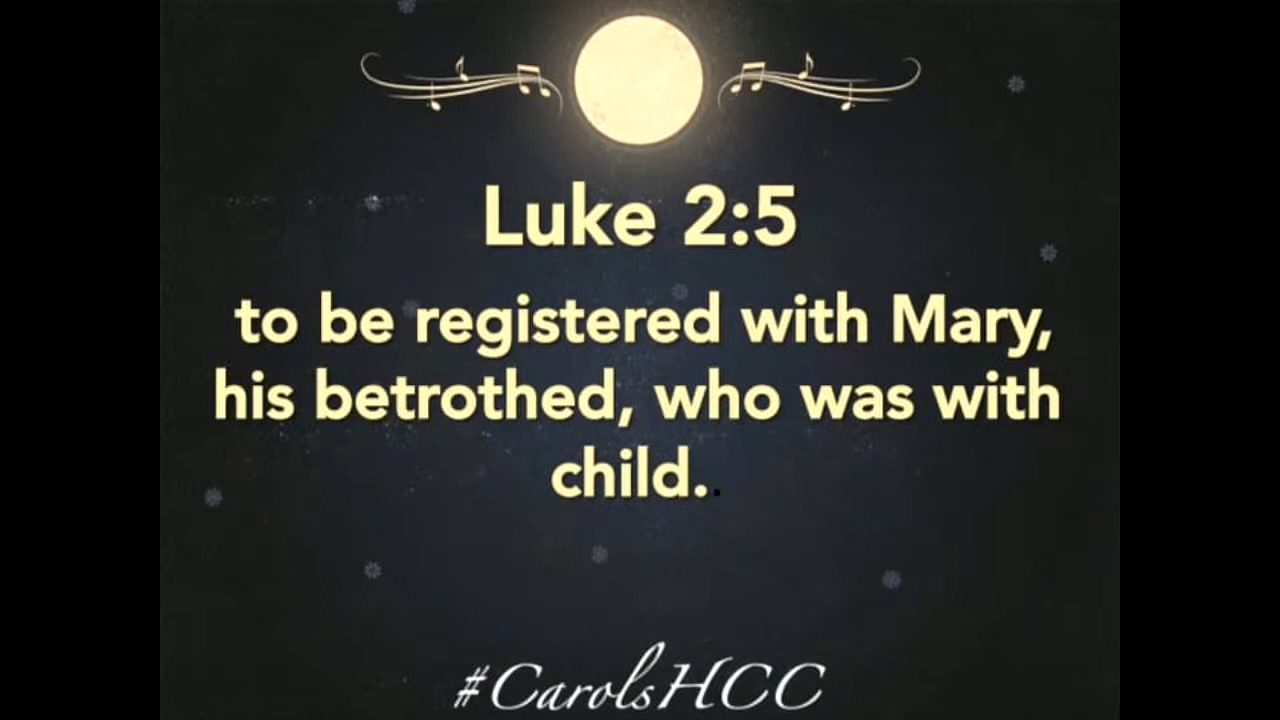 Luke 2:5
to be registered with Mary,
his betrothed, who was with
child..
#CarolsHCC